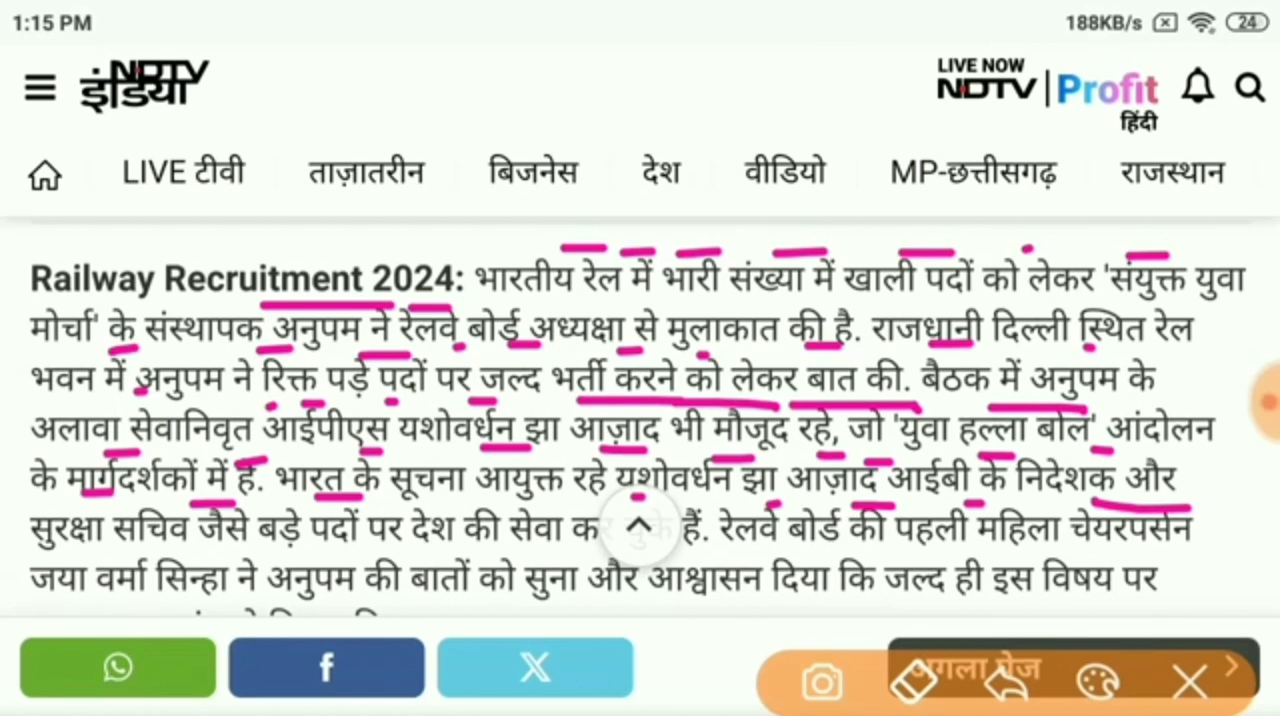 1:15 PM 188KB/s 24
NDTV इंडिया
LIVE NOW
NDTV | Profit
हिंदी
LIVE टीवी ताज़ातरीन बिजनेस देश वीडियो MP-छत्तीसगढ़ राजस्थान
Railway Recruitment 2024: भारतीय रेल में भारी संख्या में खाली पदों को लेकर 'संयुक्त युवा
मोर्चा' के संस्थापक अनुपम ने रेलवे बोर्ड अध्यक्षा से मुलाकात की है. राजधानी दिल्ली स्थित रेल
भवन में अनुपम ने रिक्त पड़े पदों पर जल्द भर्ती करने को लेकर बात की. बैठक में अनुपम के
अलावा सेवानिवृत आईपीएस यशोवर्धन झा आज़ाद भी मौजूद रहे, जो 'युवा हल्ला बोल' आंदोलन
के मार्गदर्शकों में हैं. भारत के सूचना आयुक्त रहे यशोवर्धन झा आज़ाद आईबी के निदेशक और
सुरक्षा सचिव जैसे बड़े पदों पर देश की सेवा कर चुके हैं. रेलवे बोर्ड की पहली महिला चेयरपर्सन
जया वर्मा सिन्हा ने अनुपम की बातों को सुना और आश्वासन दिया कि जल्द ही इस विषय पर
अगला पेज